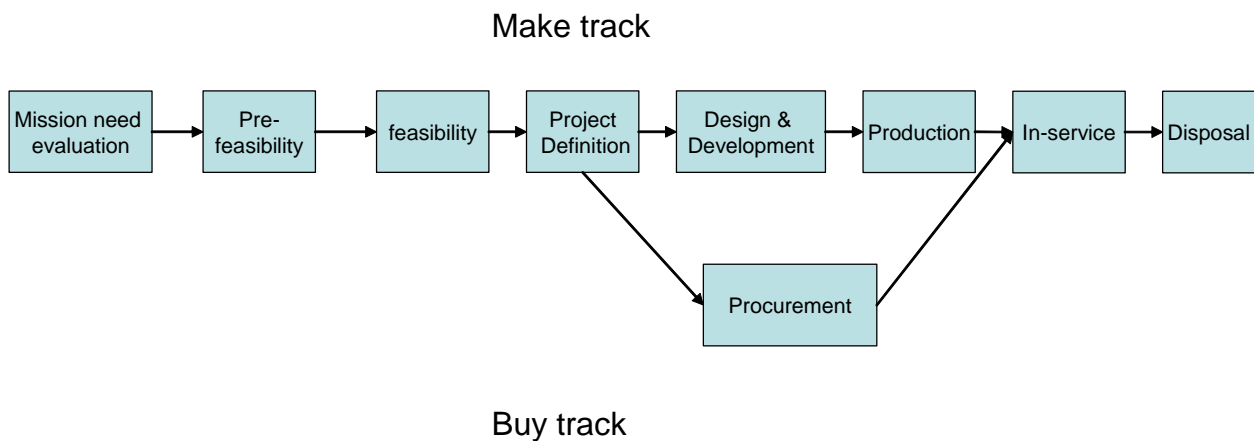 Make track
Mission need
evaluation
Pre-
feasibility
feasibility
Project
Definition
Design &
Development
Production
In-service
Disposal
Procurement
Buy track